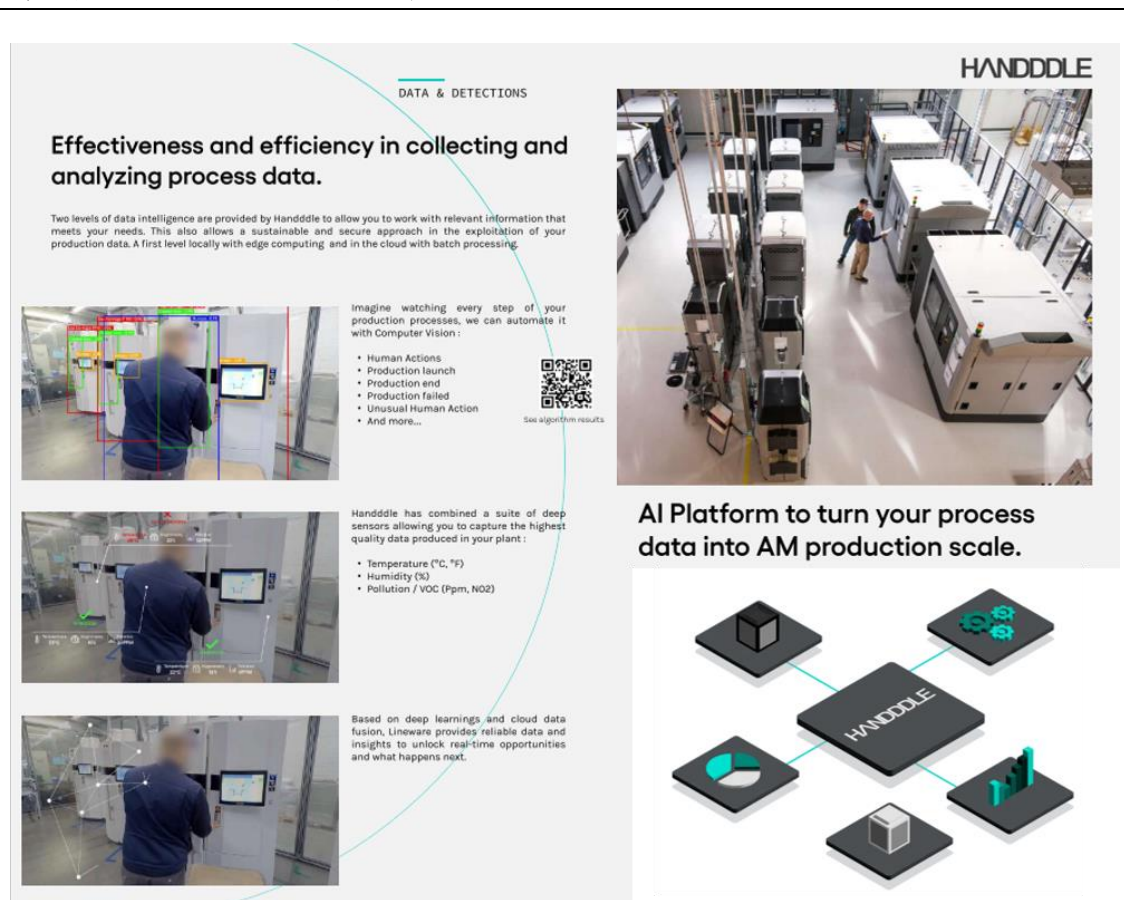 DATA & DETECTIONS
Effectiveness and efficiency in collecting and
analyzing process data.
Two levels of data intelligence are provided by Handddle to allow you to work with relevant information that
meets your needs. This also allows a sustainable and secure approach in the exploitation of your
production data. A first level locally with edge computing and in the cloud with batch processing.
Imagine watching every step of your
production processes, we can automate it
with Computer Vision :
• Human Actions
• Production launch
• Production end
• Production failed
• Unusual Human Action
• And more...
See algorithm results
Handddle has combined a suite of deep
sensors allowing you to capture the highest
quality data produced in your plant :
• Temperature (°C, °F)
• Humidity (%)
• Pollution / VOC (Ppm, NO2)
Based on deep learnings and cloud data
fusion, Lineware provides reliable data and
insights to unlock real-time opportunities
and what happens next.
HANDDDLE
AI Platform to turn your process
data into AM production scale.
HANDDDLE